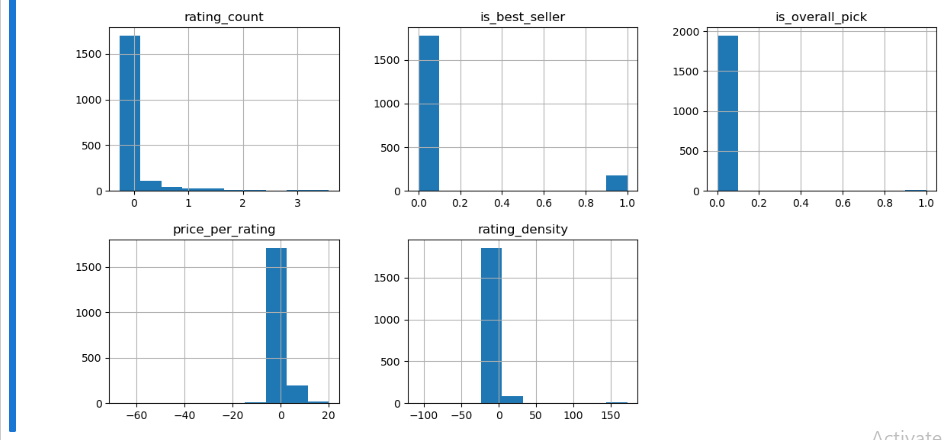 rating_count is_best_seller is_overall_pick
2000
1500 1500 1500
1000 1000 1000
500 500 500
0 0 0
0 1 2 3 0.0 0.2 0.4 0.6 0.8 1.0 0.0 0.2 0.4 0.6 0.8 1.0
price_per_rating rating_density
1500 1500
1000 1000
500 500
0 0
−60 −40 −20 0 20 −100 −50 0 50 100 150
Activate